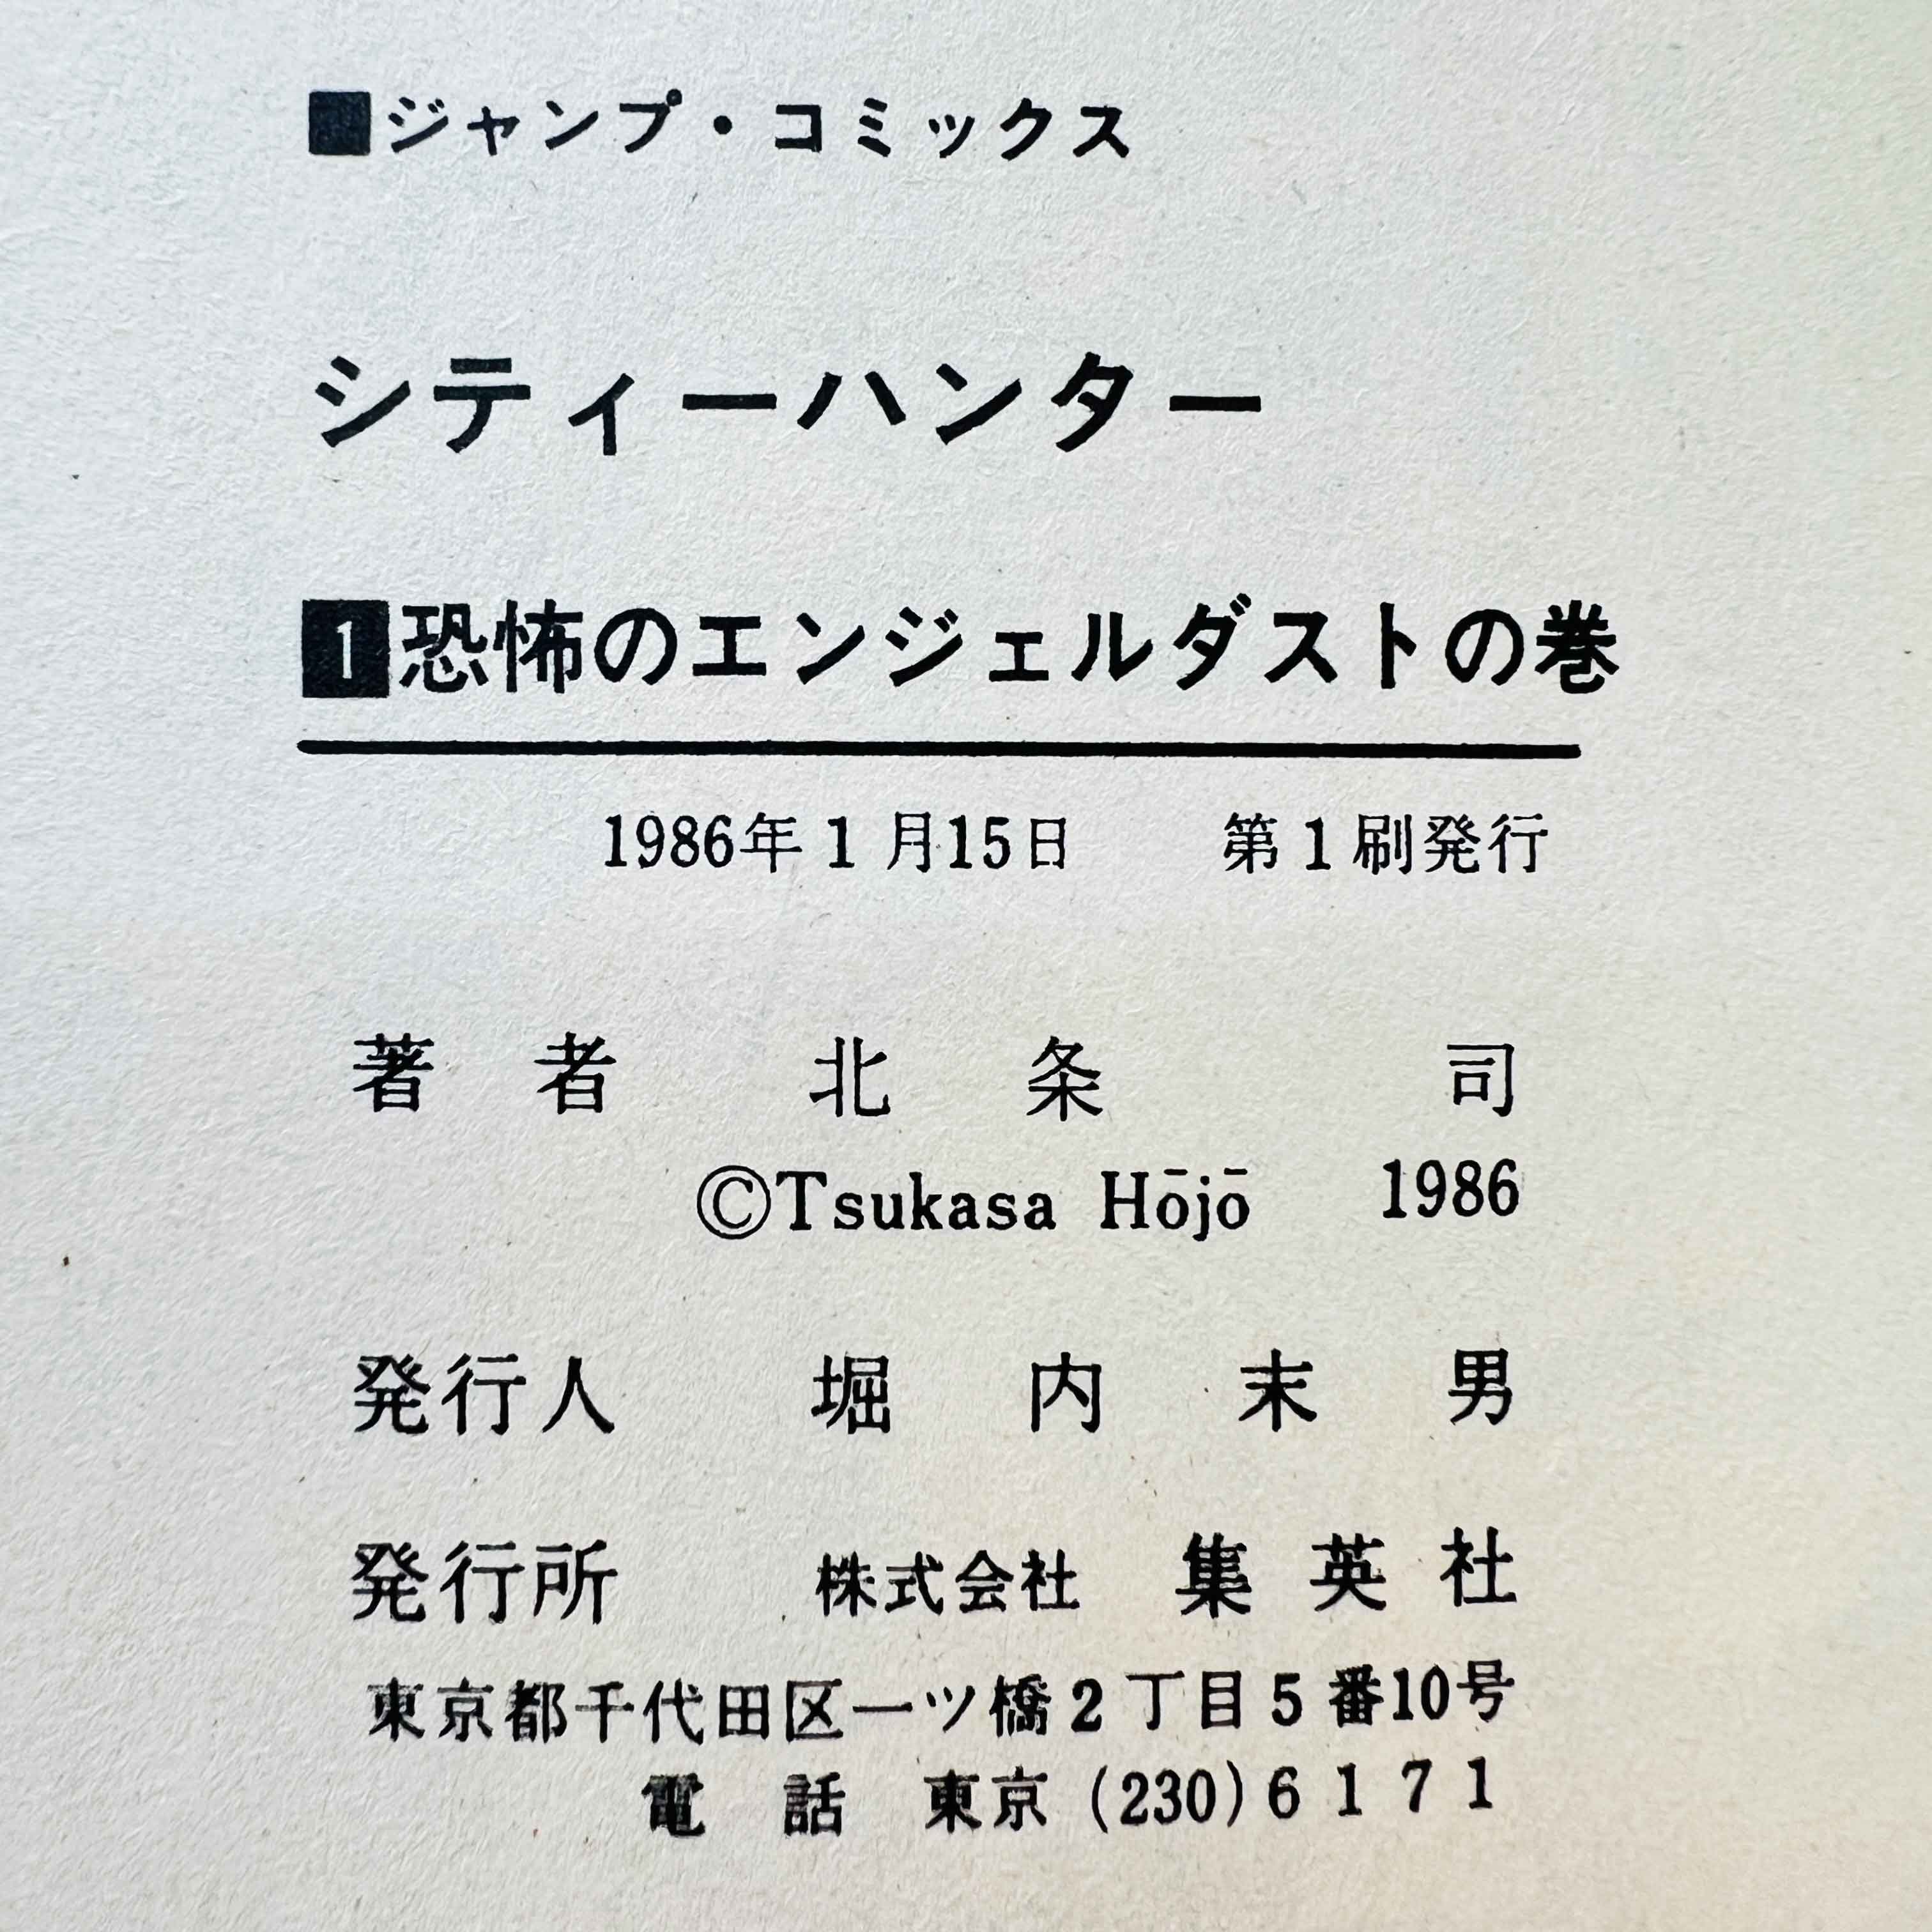 ■ジャンプ・コミックス
シティーハンター
1恐怖のエンジェルダストの巻
1986年1月15日　第1刷発行
著者　北条司
©Tsukasa Hōjō 1986
発行人　堀内末男
発行所　株式会社 集英社
東京都千代田区一ツ橋2丁目5番10号
電話 東京(230)6171